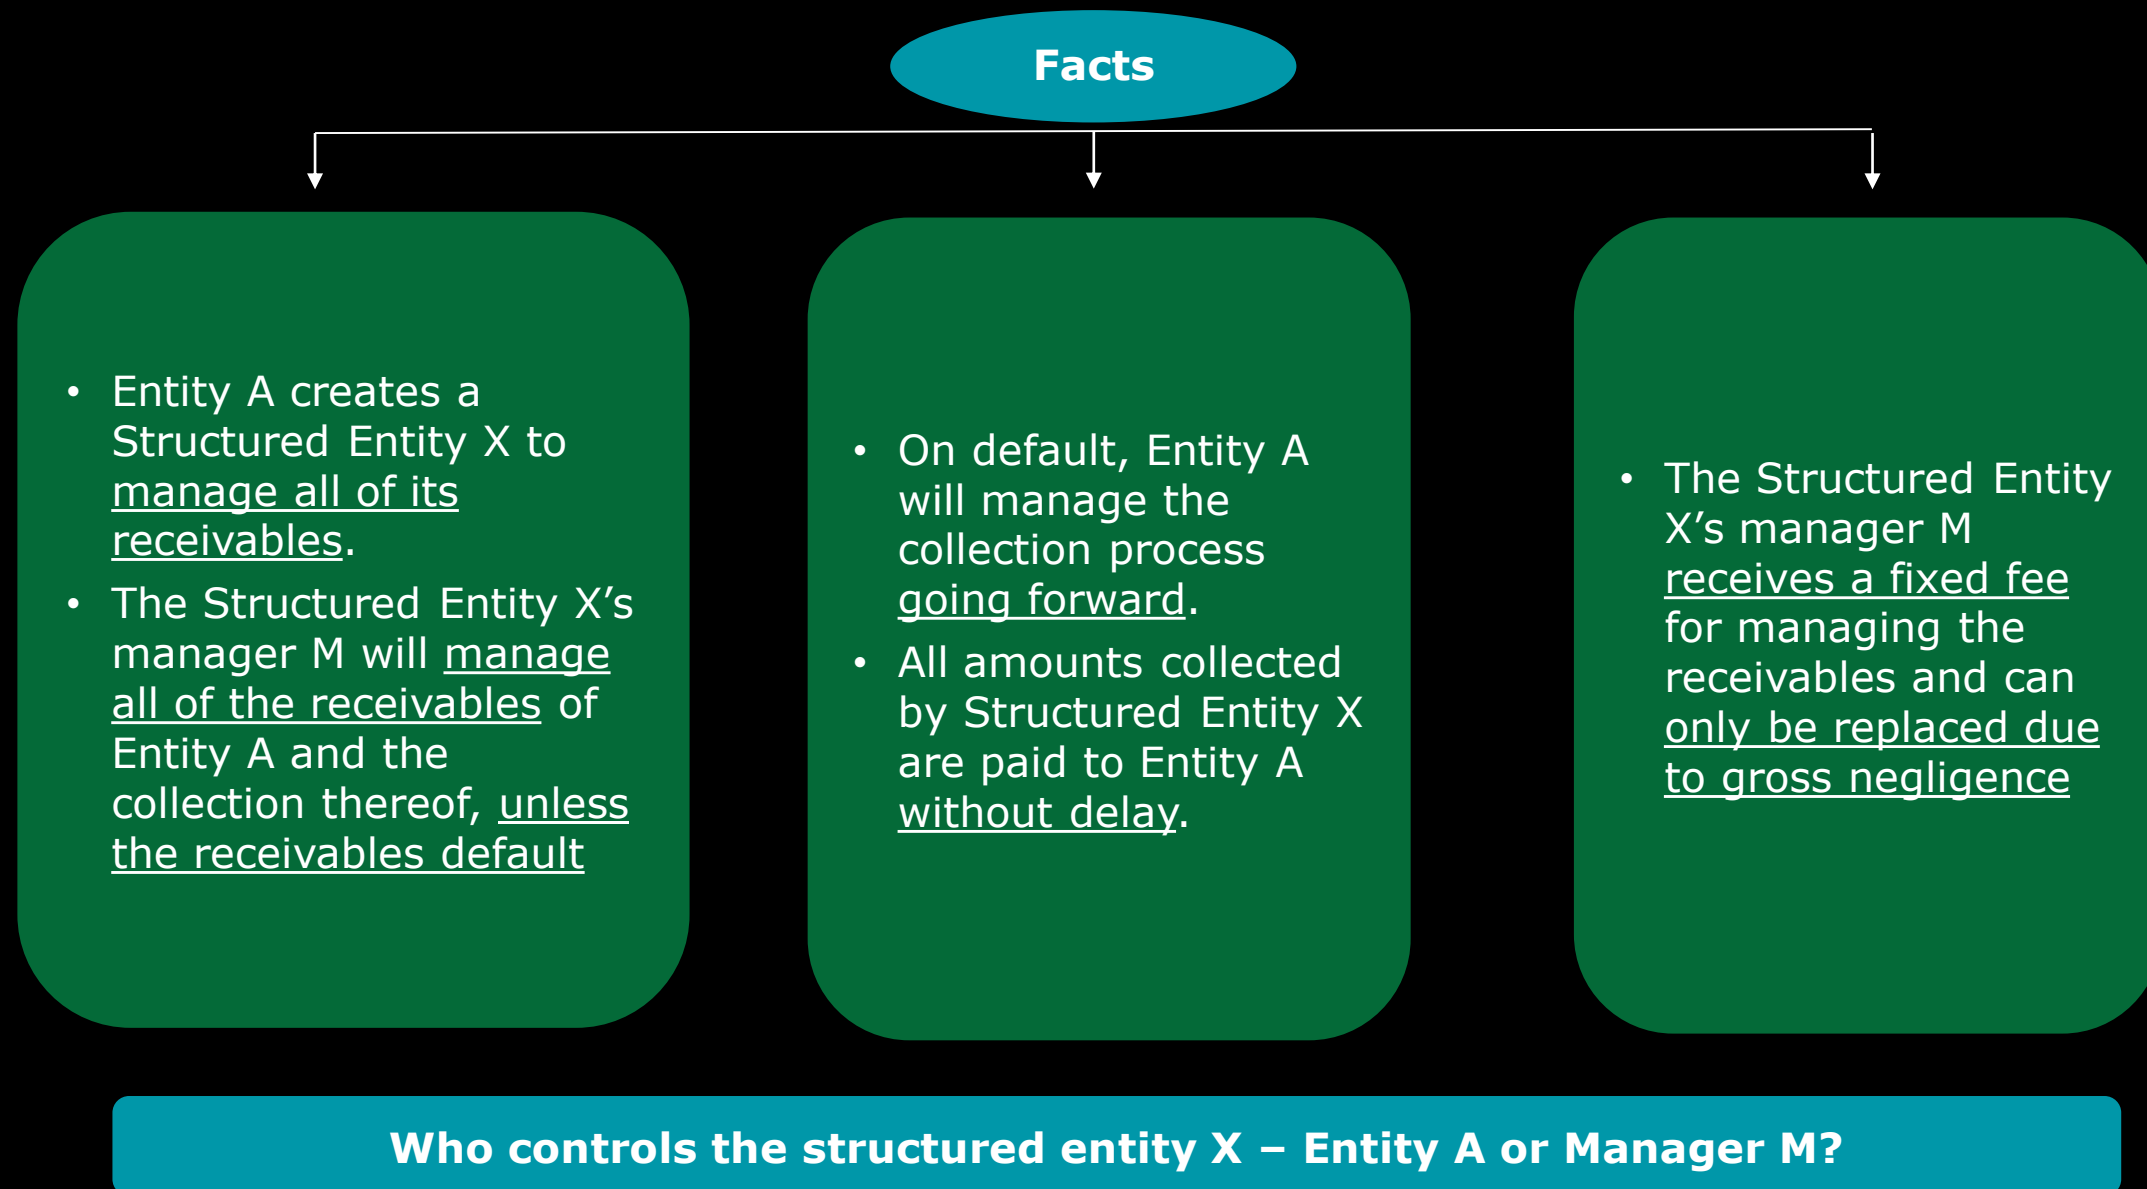 Facts
• Entity A creates a
Structured Entity X to
manage all of its
receivables.
• The Structured Entity X’s
manager M will manage
all of the receivables of
Entity A and the
collection thereof, unless
the receivables default
• On default, Entity A
will manage the
collection process
going forward.
• All amounts collected
by Structured Entity X
are paid to Entity A
without delay.
• The Structured Entity
X’s manager M
receives a fixed fee
for managing the
receivables and can
only be replaced due
to gross negligence
Who controls the structured entity X – Entity A or Manager M?